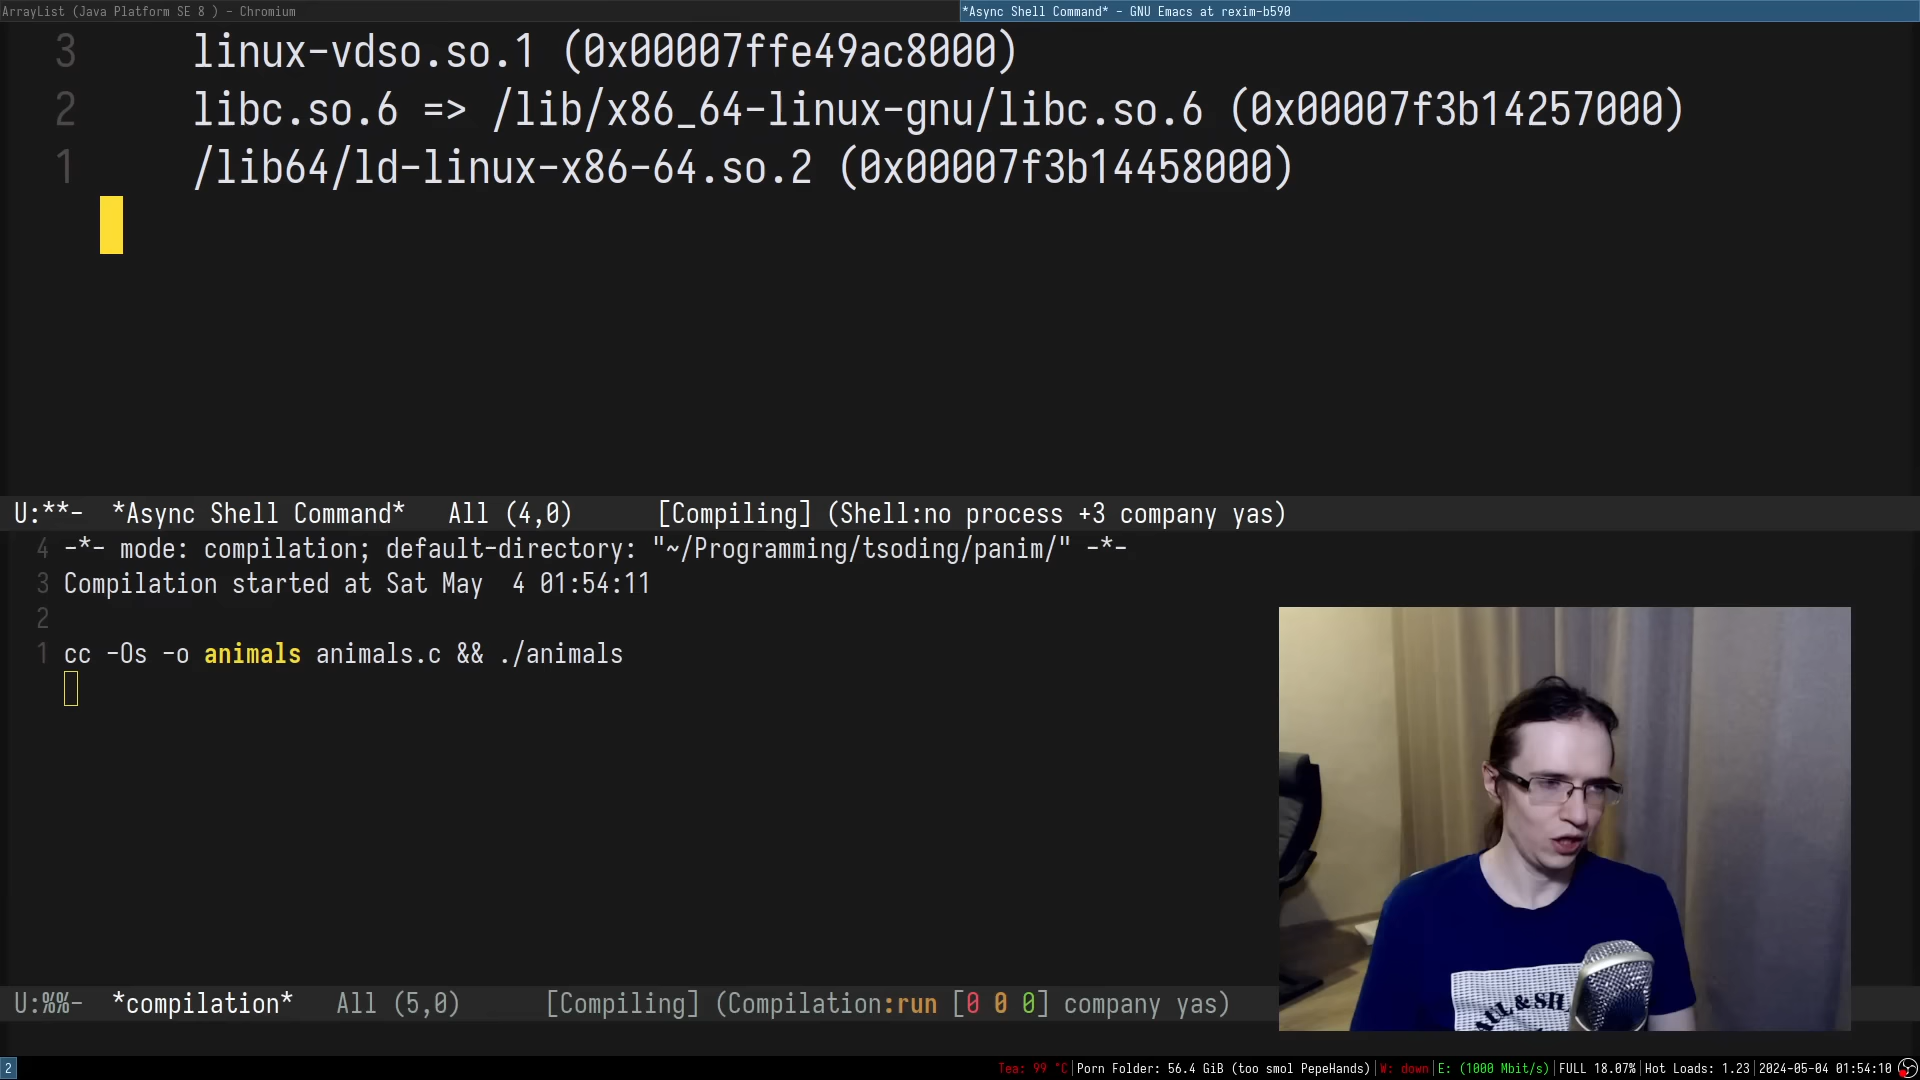 ArrayList (Java Platform SE 8 ) - Chromium
*Async Shell Command* - GNU Emacs at rexim-b590
3 linux-vdso.so.1 (0x00007ffe49ac8000)
2 libc.so.6 => /lib/x86_64-linux-gnu/libc.so.6 (0x00007f3b14257000)
1 /lib64/ld-linux-x86-64.so.2 (0x00007f3b14458000)
U:**- *Async Shell Command* All (4,0) [Compiling] (Shell:no process +3 company yas)
4 -*- mode: compilation; default-directory: "~/Programming/tsoding/panim/" -*-
3 Compilation started at Sat May  4 01:54:11
2
1 cc -Os -o animals animals.c && ./animals
U:%%- *compilation* All (5,0) [Compiling] (Compilation:run [0 0 0] company yas)
2 Tea: 99 °C|Porn Folder: 56.4 GiB (too smol PepeHands)|W: down|E: (1000 Mbit/s)|FULL 18.07%|Hot Loads: 1.23|2024-05-04 01:54:10